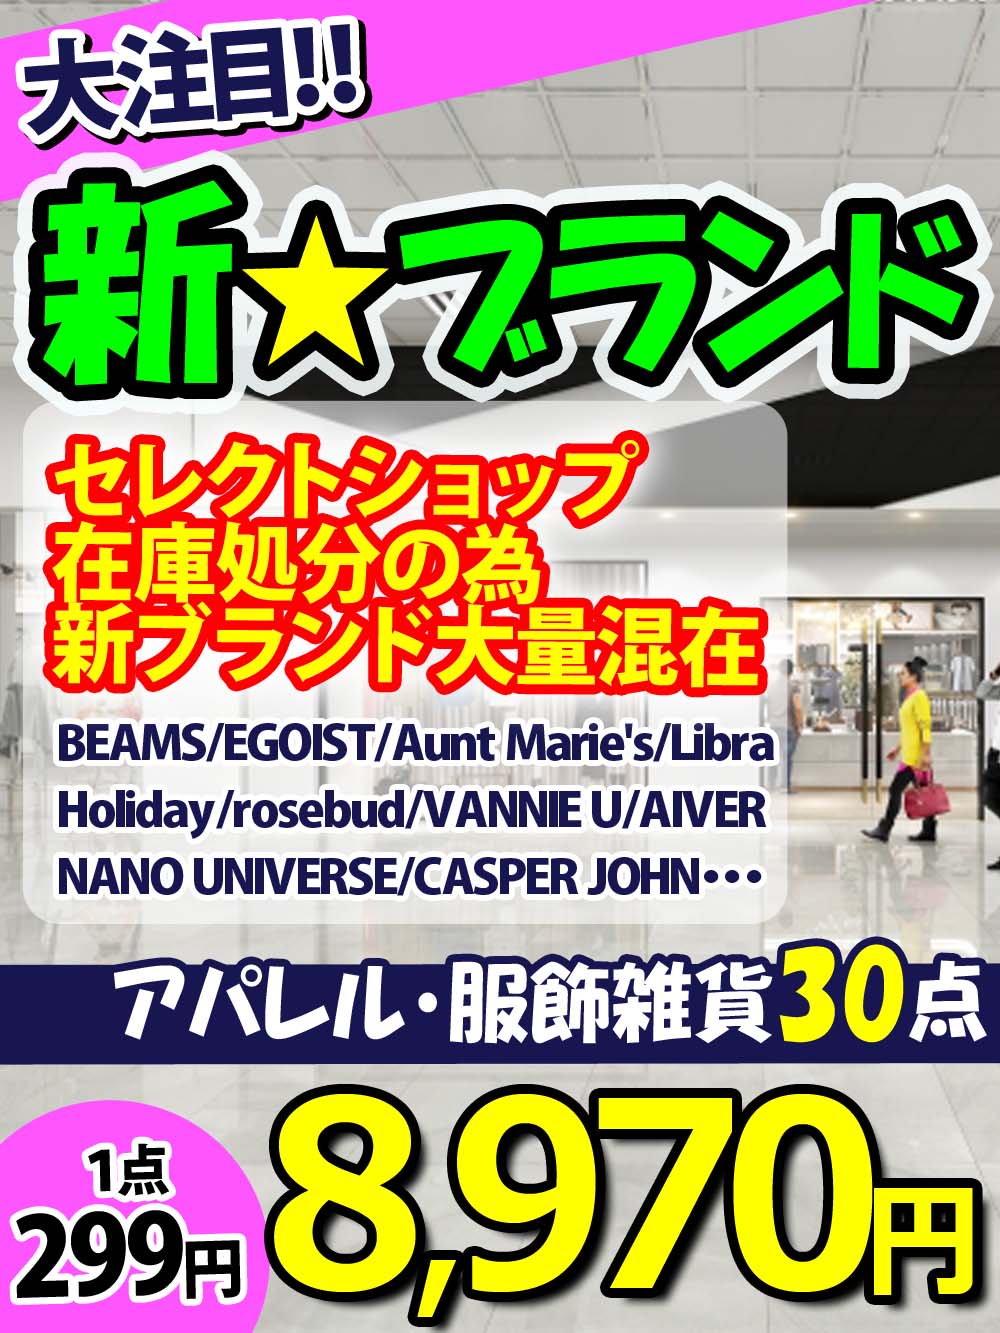 大注目!!
新★ブランド
セレクトショップ
在庫処分の為
新ブランド大量混在
BEAMS/EGOIST/Aunt Marie's/Libra
Holiday/rosebud/VANNIE U/AIVER
NANO UNIVERSE/CASPER JOHN・・・
アパレル・服飾雑貨30点
1点
299円
8,970円